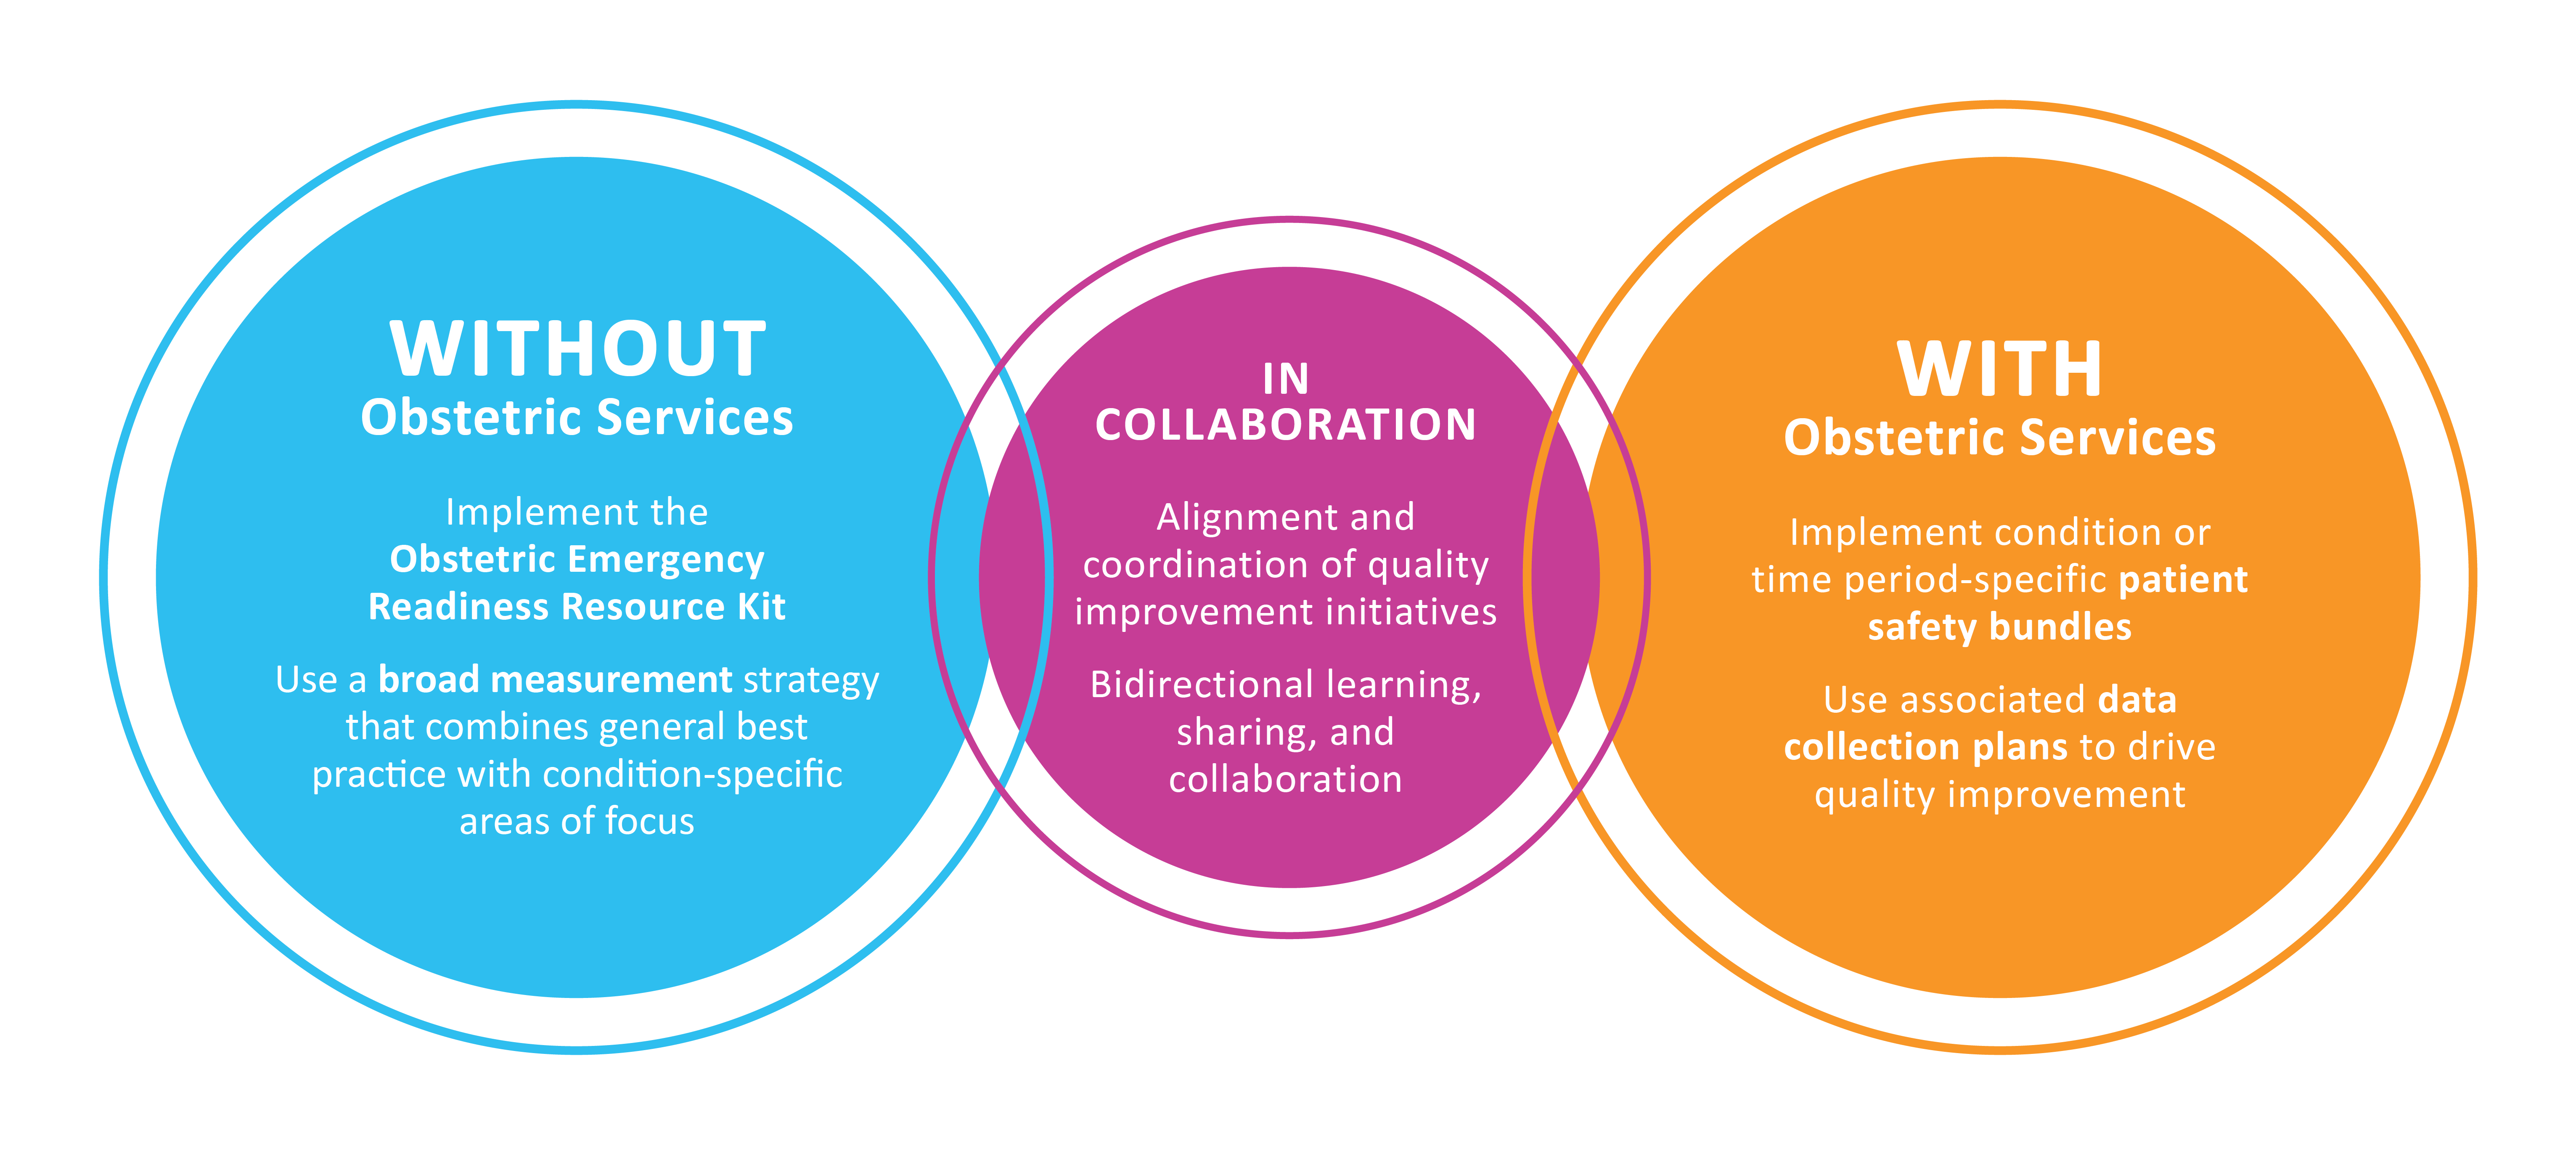 WITHOUT
Obstetric Services
Implement the
Obstetric Emergency
Readiness Resource Kit
Use a broad measurement strategy
that combines general best
practice with condition-specific
areas of focus
IN
COLLABORATION
Alignment and
coordination of quality
improvement initiatives
Bidirectional learning,
sharing, and
collaboration
WITH
Obstetric Services
Implement condition or
time period-specific patient
safety bundles
Use associated data
collection plans to drive
quality improvement